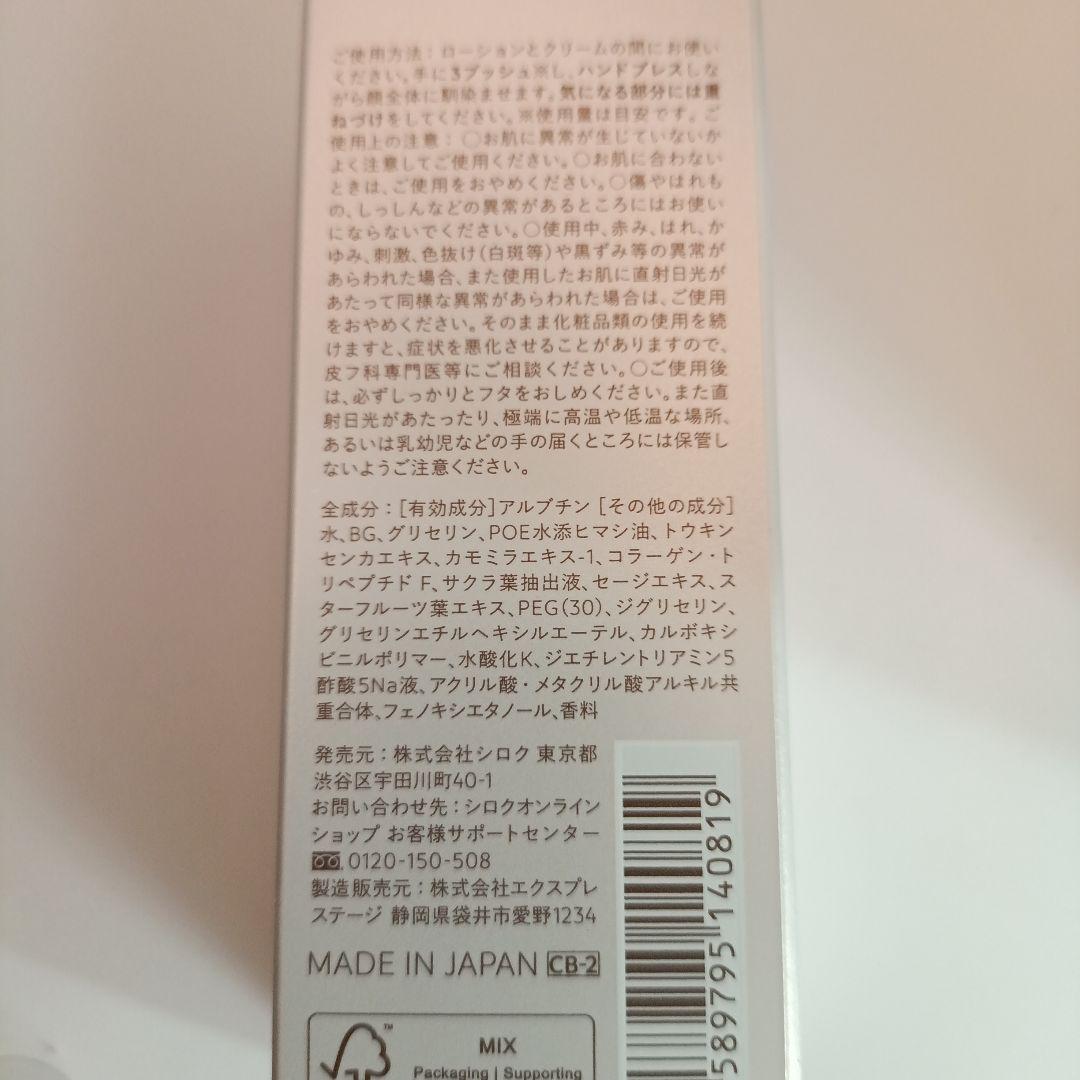 ご使用方法：ローションとクリームの間にお使い
ください。手に3プッシュ※し、ハンドプレスしな
がら顔全体に馴染ませます。気になる部分には重
ねづけをしてください。※使用量は目安です。ご
使用上の注意：○お肌に異常が生じていないか
よく注意してご使用ください。○お肌に合わない
ときは、ご使用をおやめください。○傷やはれも
の、しっしんなどの異常があるところにはお使い
にならないでください。○使用中、赤み、はれ、か
ゆみ、刺激、色抜け(白斑等)や黒ずみ等の異常が
あらわれた場合、また使用したお肌に直射日光が
あたって同様な異常があらわれた場合は、ご使用
をおやめください。そのまま化粧品類の使用を続
けますと、症状を悪化させることがありますので、
皮フ科専門医等にご相談ください。○ご使用後
は、必ずしっかりとフタをおしめください。また直
射日光があたったり、極端に高温や低温な場所、
あるいは乳幼児などの手の届くところには保管し
ないようご注意ください。
全成分：[有効成分]アルブチン [その他の成分]
水、BG、グリセリン、POE水添ヒマシ油、トウキン
センカエキス、カモミラエキス-1、コラーゲン・ト
リペプチド F、サクラ葉抽出液、セージエキス、ス
ターフルーツ葉エキス、PEG(30)、ジグリセリン、
グリセリンエチルヘキシルエーテル、カルボキシ
ビニルポリマー、水酸化K、ジエチレントリアミン5
酢酸5Na液、アクリル酸・メタクリル酸アルキル共
重合体、フェノキシエタノール、香料
発売元：株式会社シロク 東京都
渋谷区宇田川町40-1
お問い合わせ先：シロクオンライン
ショップ お客様サポートセンター
0120-150-508
製造販売元：株式会社エクスプレ
ステージ 静岡県袋井市愛野1234
MADE IN JAPAN CB-2
589795 140819
MIX
Packaging | Supporting